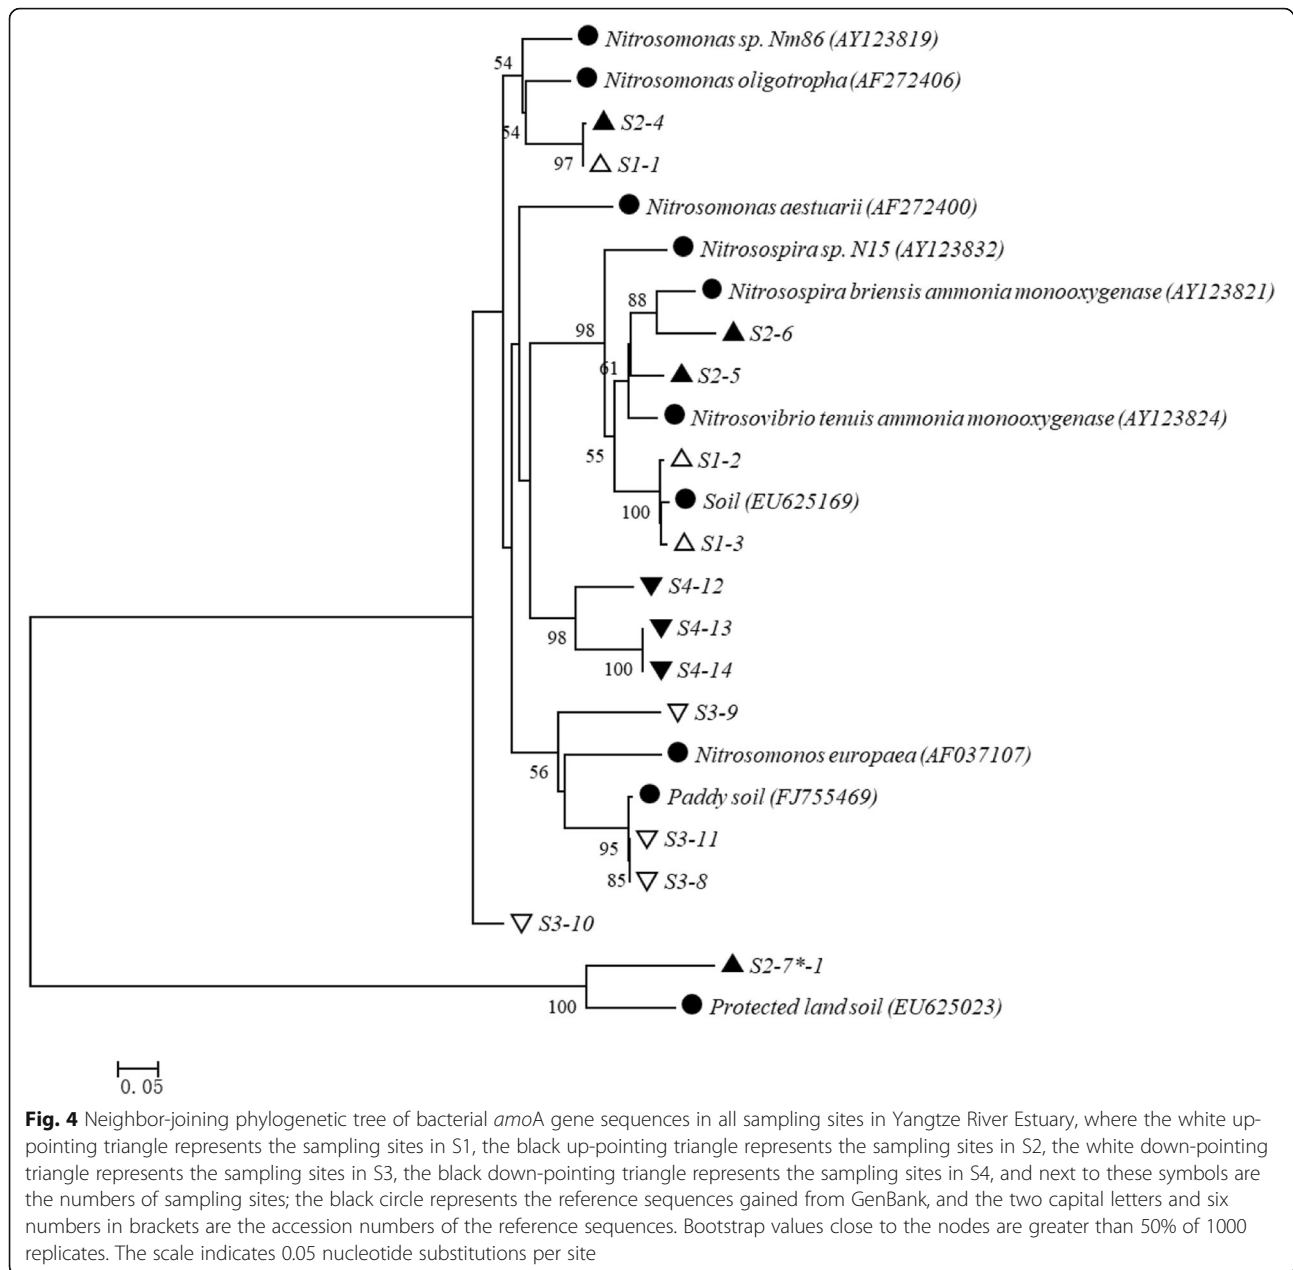 54
Nitrosomonas sp. Nm86 (AY123819)
Nitrosomonas oligotropha (AF272406)
54
S2-4
97
S1-1
Nitrosomonas aestuarii (AF272400)
Nitrosospira sp. N15 (AY123832)
88
Nitrosospira briensis ammonia monooxygenase (AY123821)
98
S2-6
61
S2-5
Nitrosovibrio tenuis ammonia monooxygenase (AY123824)
55
S1-2
100
Soil (EU625169)
S1-3
S4-12
98
S4-13
100
S4-14
S3-9
56
Nitrosomonos europaea (AF037107)
Paddy soil (FJ755469)
95
S3-11
85
S3-8
S3-10
S2-7*-1
100
Protected land soil (EU625023)
0.05
Fig. 4 Neighbor-joining phylogenetic tree of bacterial amoA gene sequences in all sampling sites in Yangtze River Estuary, where the white up-
pointing triangle represents the sampling sites in S1, the black up-pointing triangle represents the sampling sites in S2, the white down-pointing
triangle represents the sampling sites in S3, the black down-pointing triangle represents the sampling sites in S4, and next to these symbols are
the numbers of sampling sites; the black circle represents the reference sequences gained from GenBank, and the two capital letters and six
numbers in brackets are the accession numbers of the reference sequences. Bootstrap values close to the nodes are greater than 50% of 1000
replicates. The scale indicates 0.05 nucleotide substitutions per site